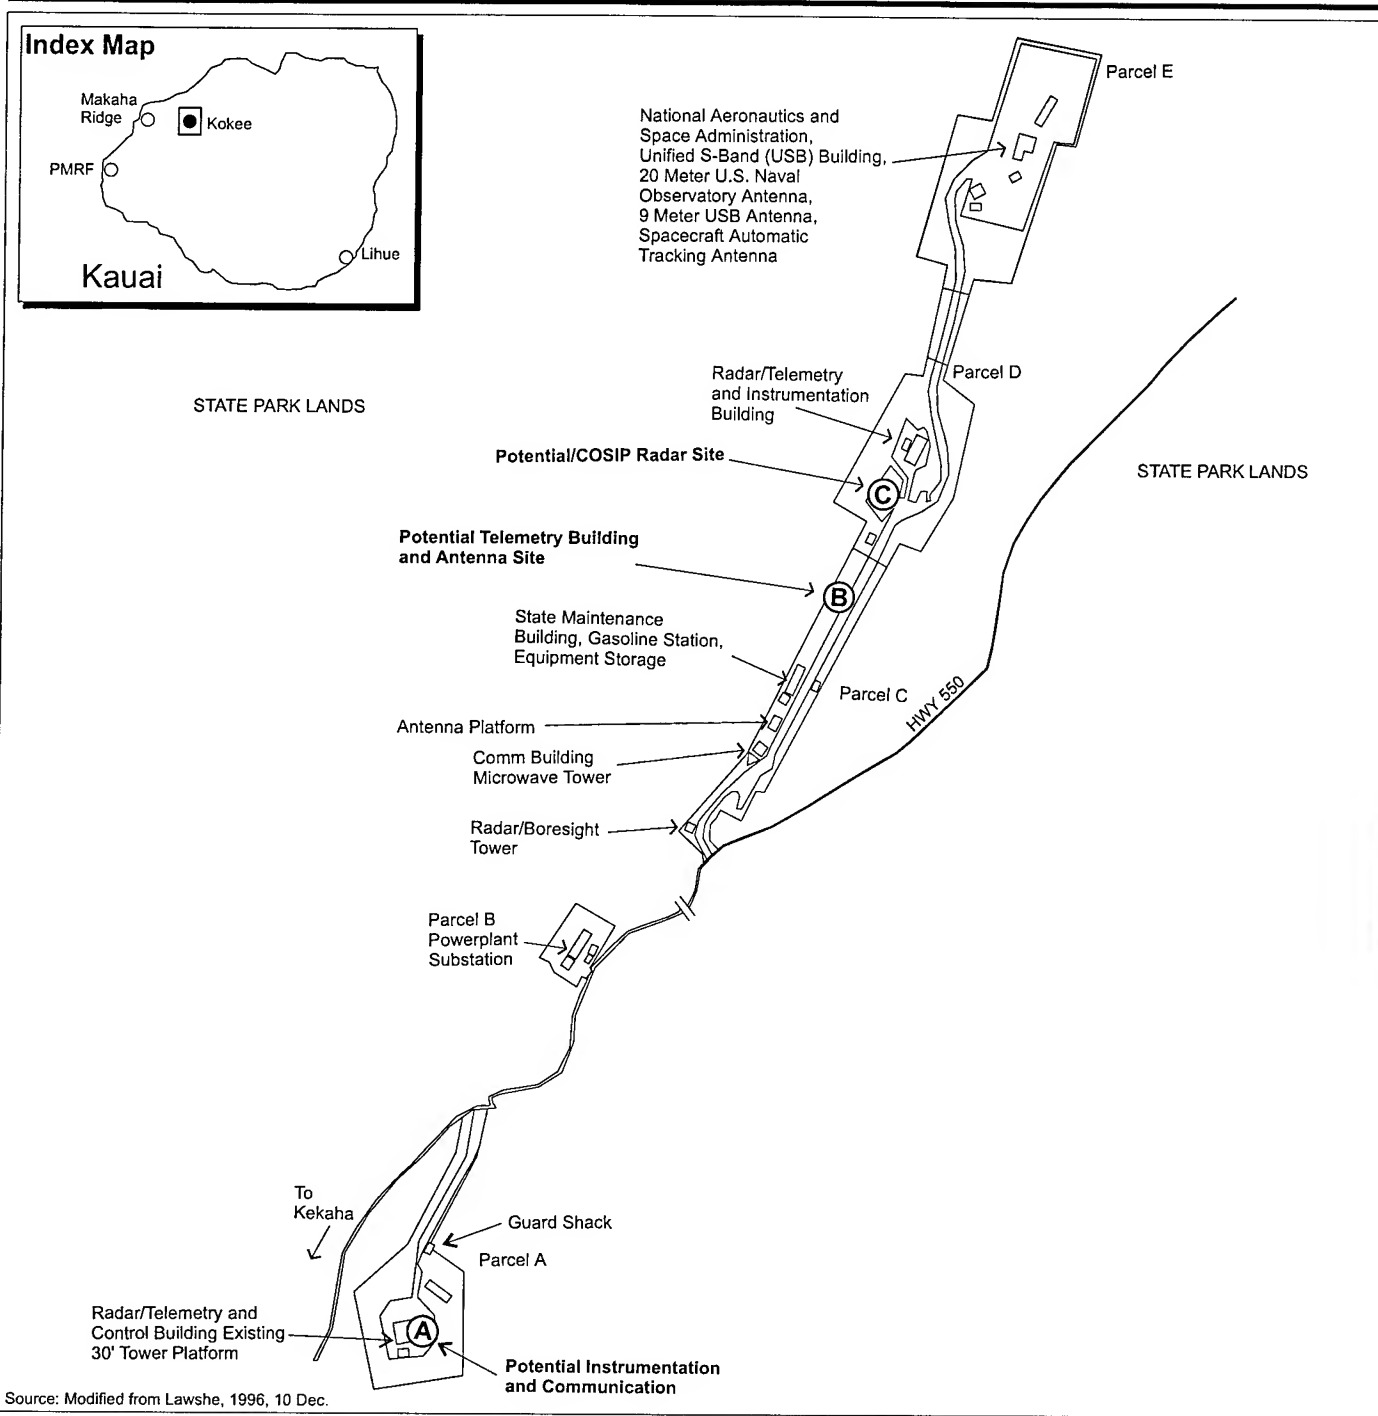 Index Map
Makaha
Ridge
Kokee
PMRF
Lihue
Kauai
Parcel E
National Aeronautics and
Space Administration,
Unified S-Band (USB) Building,
20 Meter U.S. Naval
Observatory Antenna,
9 Meter USB Antenna,
Spacecraft Automatic
Tracking Antenna
Parcel D
Radar/Telemetry
and Instrumentation
Building
STATE PARK LANDS
Potential/COSIP Radar Site
STATE PARK LANDS
C
Potential Telemetry Building
and Antenna Site
B
State Maintenance
Building, Gasoline Station,
Equipment Storage
Parcel C
HWY 550
Antenna Platform
Comm Building
Microwave Tower
Radar/Boresight
Tower
Parcel B
Powerplant
Substation
To
Kekaha
Guard Shack
Parcel A
Radar/Telemetry and
Control Building Existing
30' Tower Platform
A
Potential Instrumentation
and Communication
Source: Modified from Lawshe, 1996, 10 Dec.